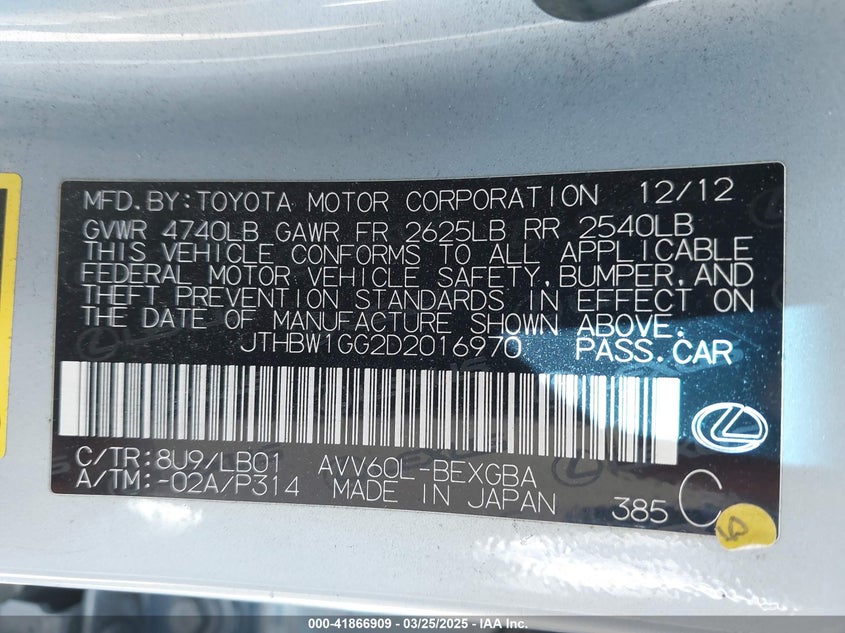 MFD.BY:TOYOTA MOTOR CORPORATION 12/12
GVWR 4740LB GAWR FR 2625LB RR 2540LB
THIS VEHICLE CONFORMS TO ALL APPLICABLE
FEDERAL MOTOR VEHICLE SAFETY,BUMPER,AND
THEFT PREVENTION STANDARDS IN EFFECT ON
THE DATE OF MANUFACTURE SHOWN ABOVE.
JTHBW1GG2D2016970 PASS.CAR
C/TR:8U9/LB01 AVV60L-BEXGBA
A/TM:-02A/P314 MADE IN JAPAN 385 C
000-41866909 — 03/25/2025 — IAA Inc.